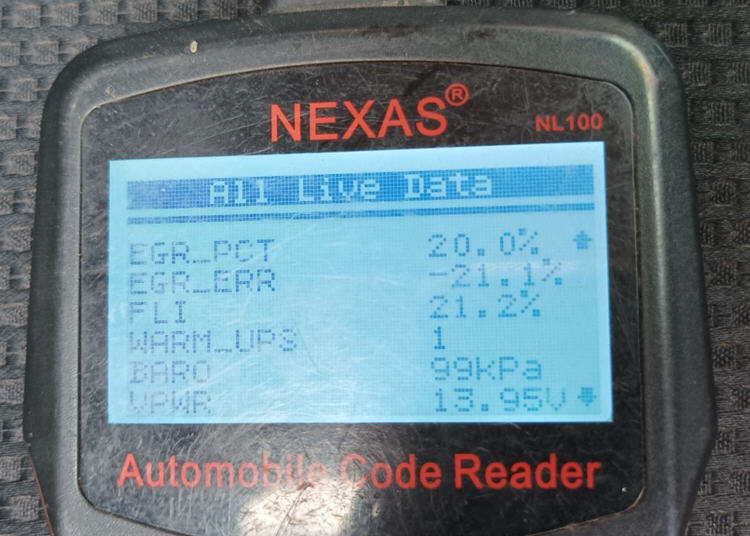 NEXAS®
NL100
All Live Data
EGR_PCT 20.0%
EGR_ERR -21.1%
FLI 21.2%
WARM_UPS 1
BARO 99kPa
VPWR 13.95V
Automobile Code Reader